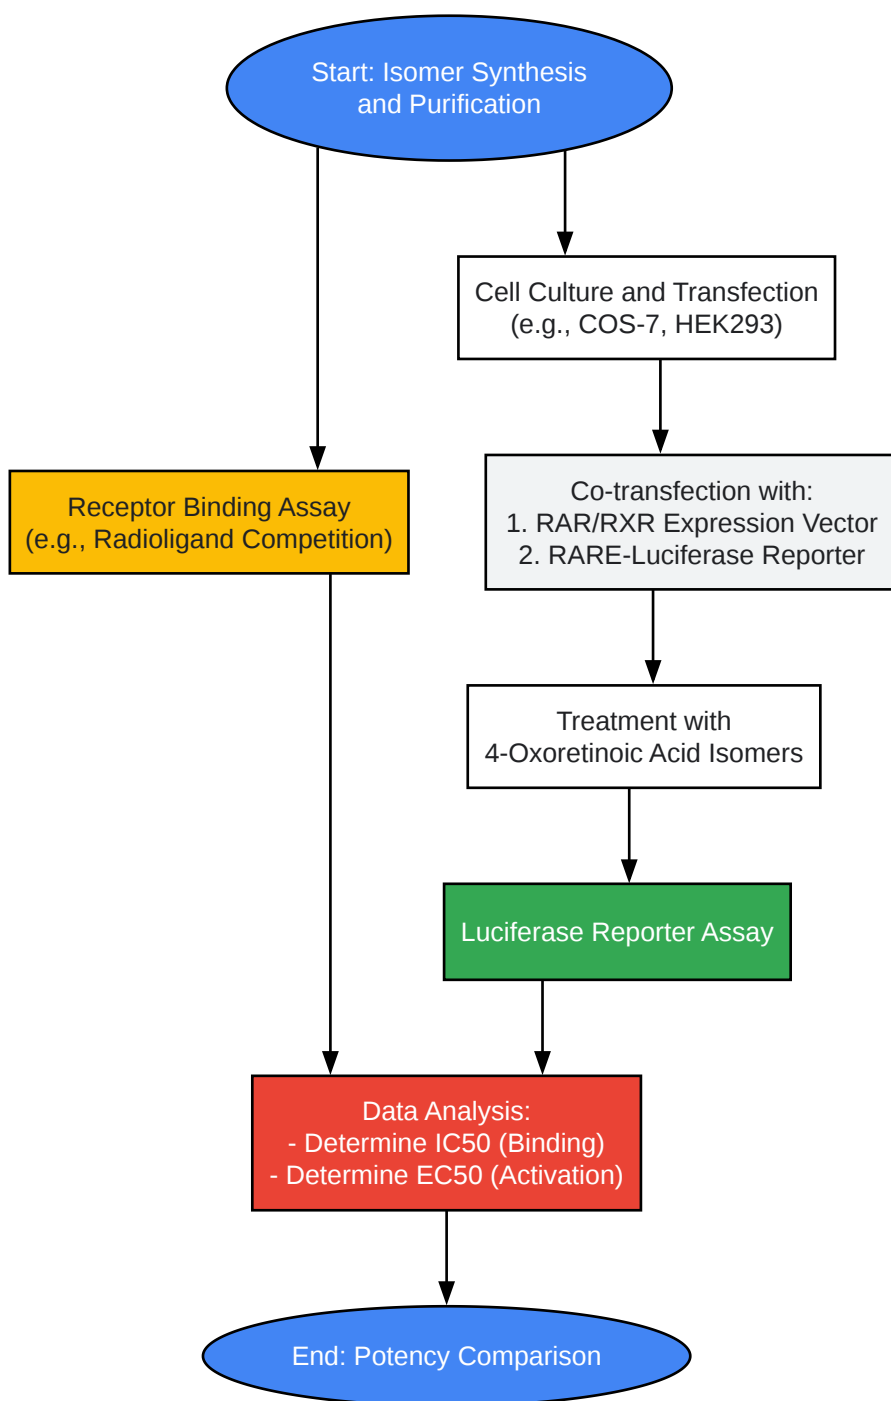 Start: Isomer Synthesis
and Purification
Cell Culture and Transfection
(e.g., COS-7, HEK293)
Receptor Binding Assay
(e.g., Radioligand Competition)
Co-transfection with:
1. RAR/RXR Expression Vector
2. RARE-Luciferase Reporter
Treatment with
4-Oxoretinoic Acid Isomers
Luciferase Reporter Assay
Data Analysis:
- Determine IC50 (Binding)
- Determine EC50 (Activation)
End: Potency Comparison